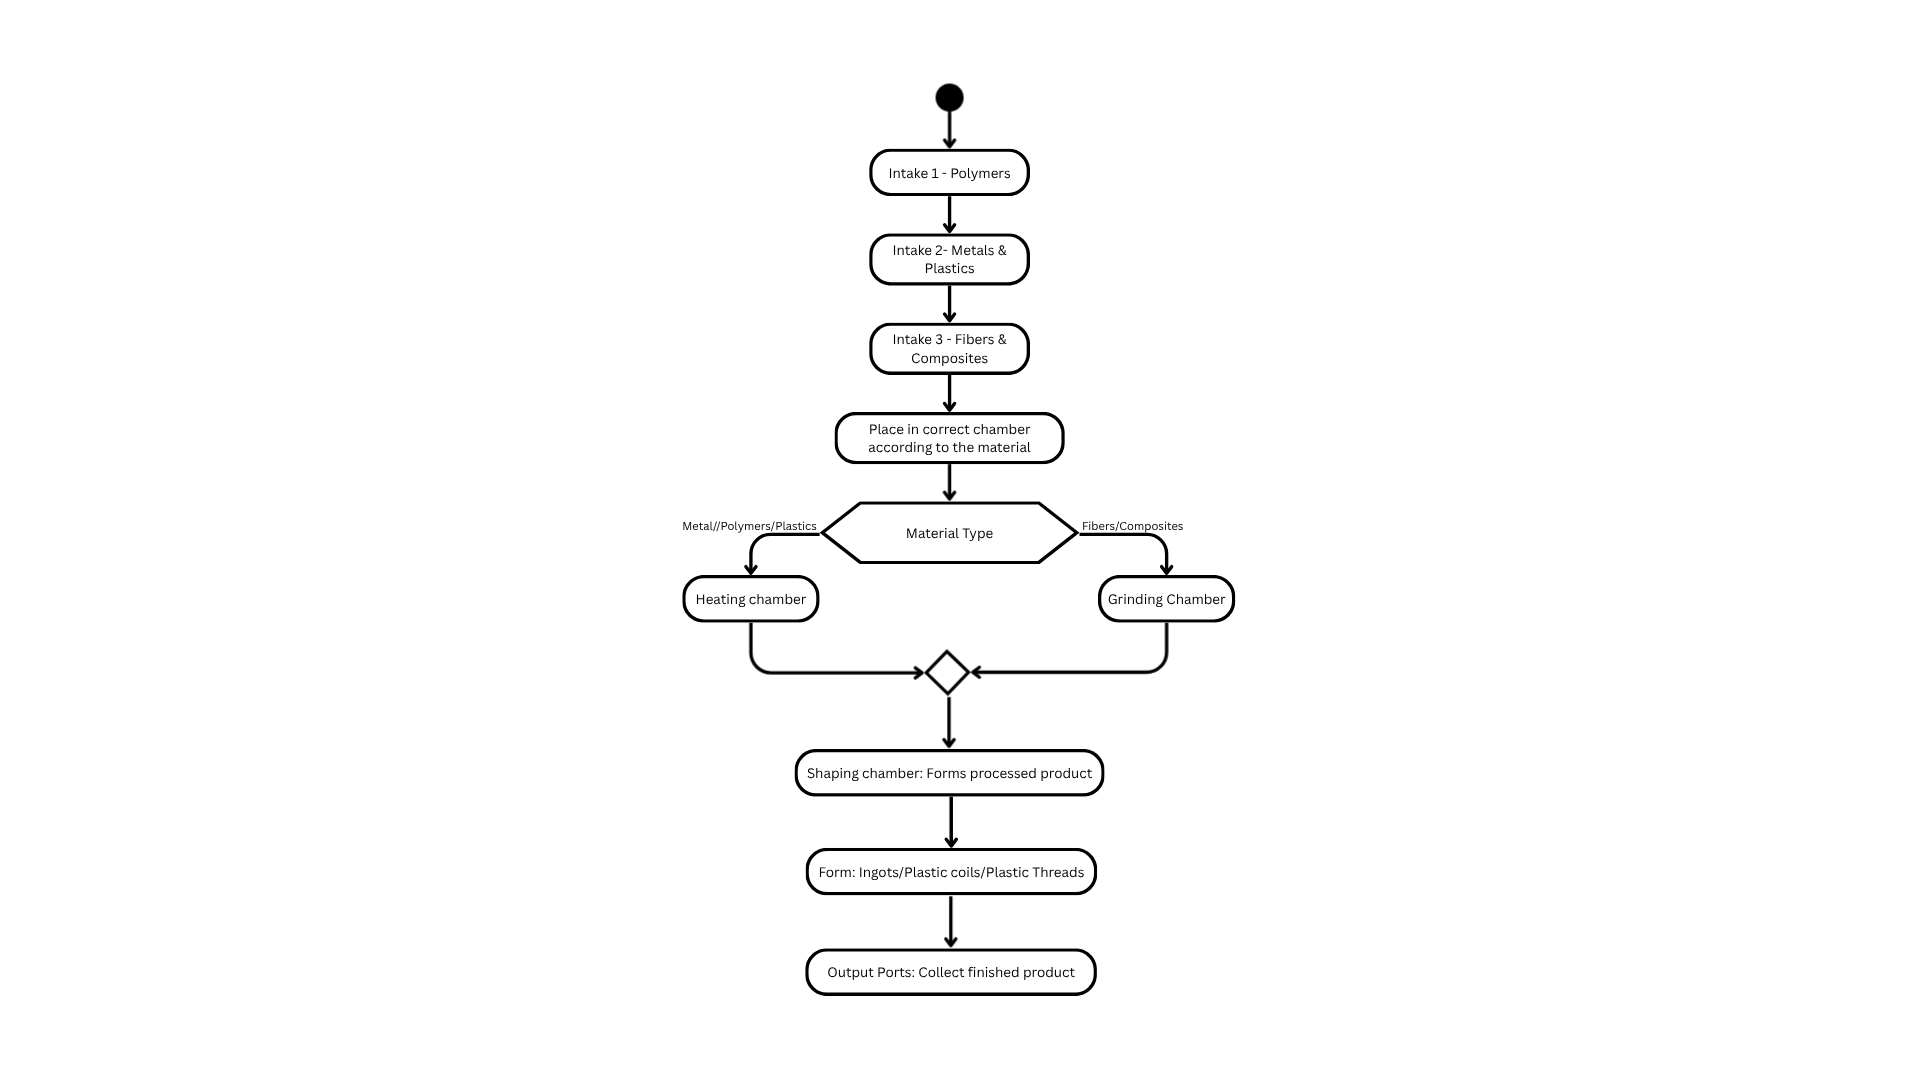 Intake 1 - Polymers
Intake 2- Metals &
Plastics
Intake 3 - Fibers &
Composites
Place in correct chamber
according to the material
Metal//Polymers/Plastics
Material Type
Fibers/Composites
Heating chamber
Grinding Chamber
Shaping chamber: Forms processed product
Form: Ingots/Plastic coils/Plastic Threads
Output Ports: Collect finished product